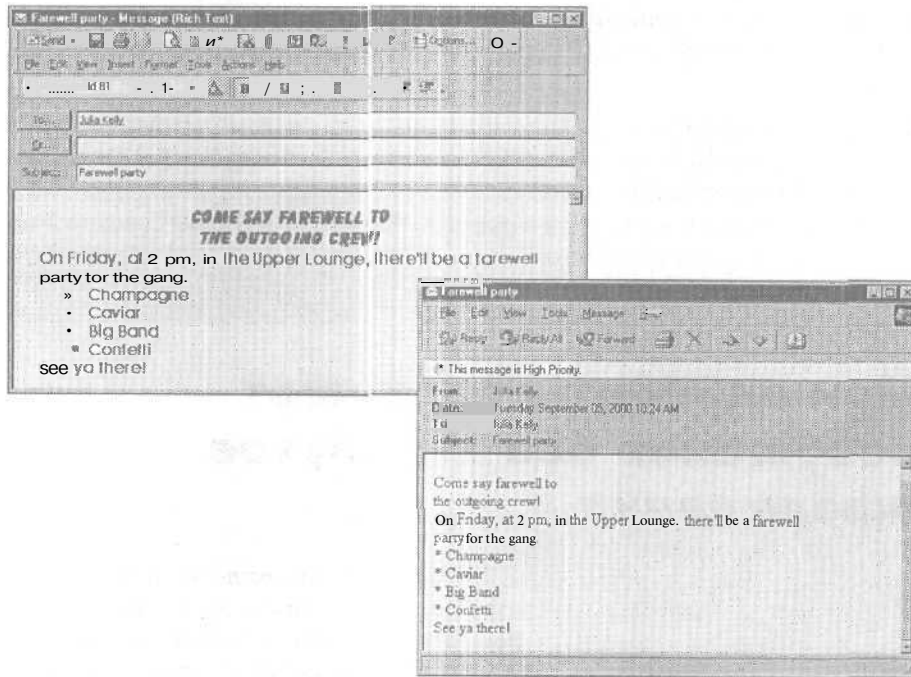 Farewell party - Message (Rich Text)
Send
Options...
File Edit View Insert Format Tools Actions Help
To...
Julia Kelly
Cc...
Subject:
Farewell party
COME SAY FAREWELL TO
THE OUTGOING CREW!
On Friday, at 2 pm, in the Upper Lounge, there'll be a farewell
party tor the gang.
» Champagne
• Caviar
• Big Band
Confetti
see ya there!
Farewell party
File Edit View Tools Message
Reply Reply All Forward
This message is High Priority.
From: Julia Kelly
Date: Tuesday September 05, 2000 10:24 AM
To Julia Kelly
Subject: Farewell party
Come say farewell to
the outgoing crew!
On Friday, at 2 pm, in the Upper Lounge. there'll be a farewell
party for the gang
* Champagne
* Caviar
* Big Band
* Confetti
See ya there!